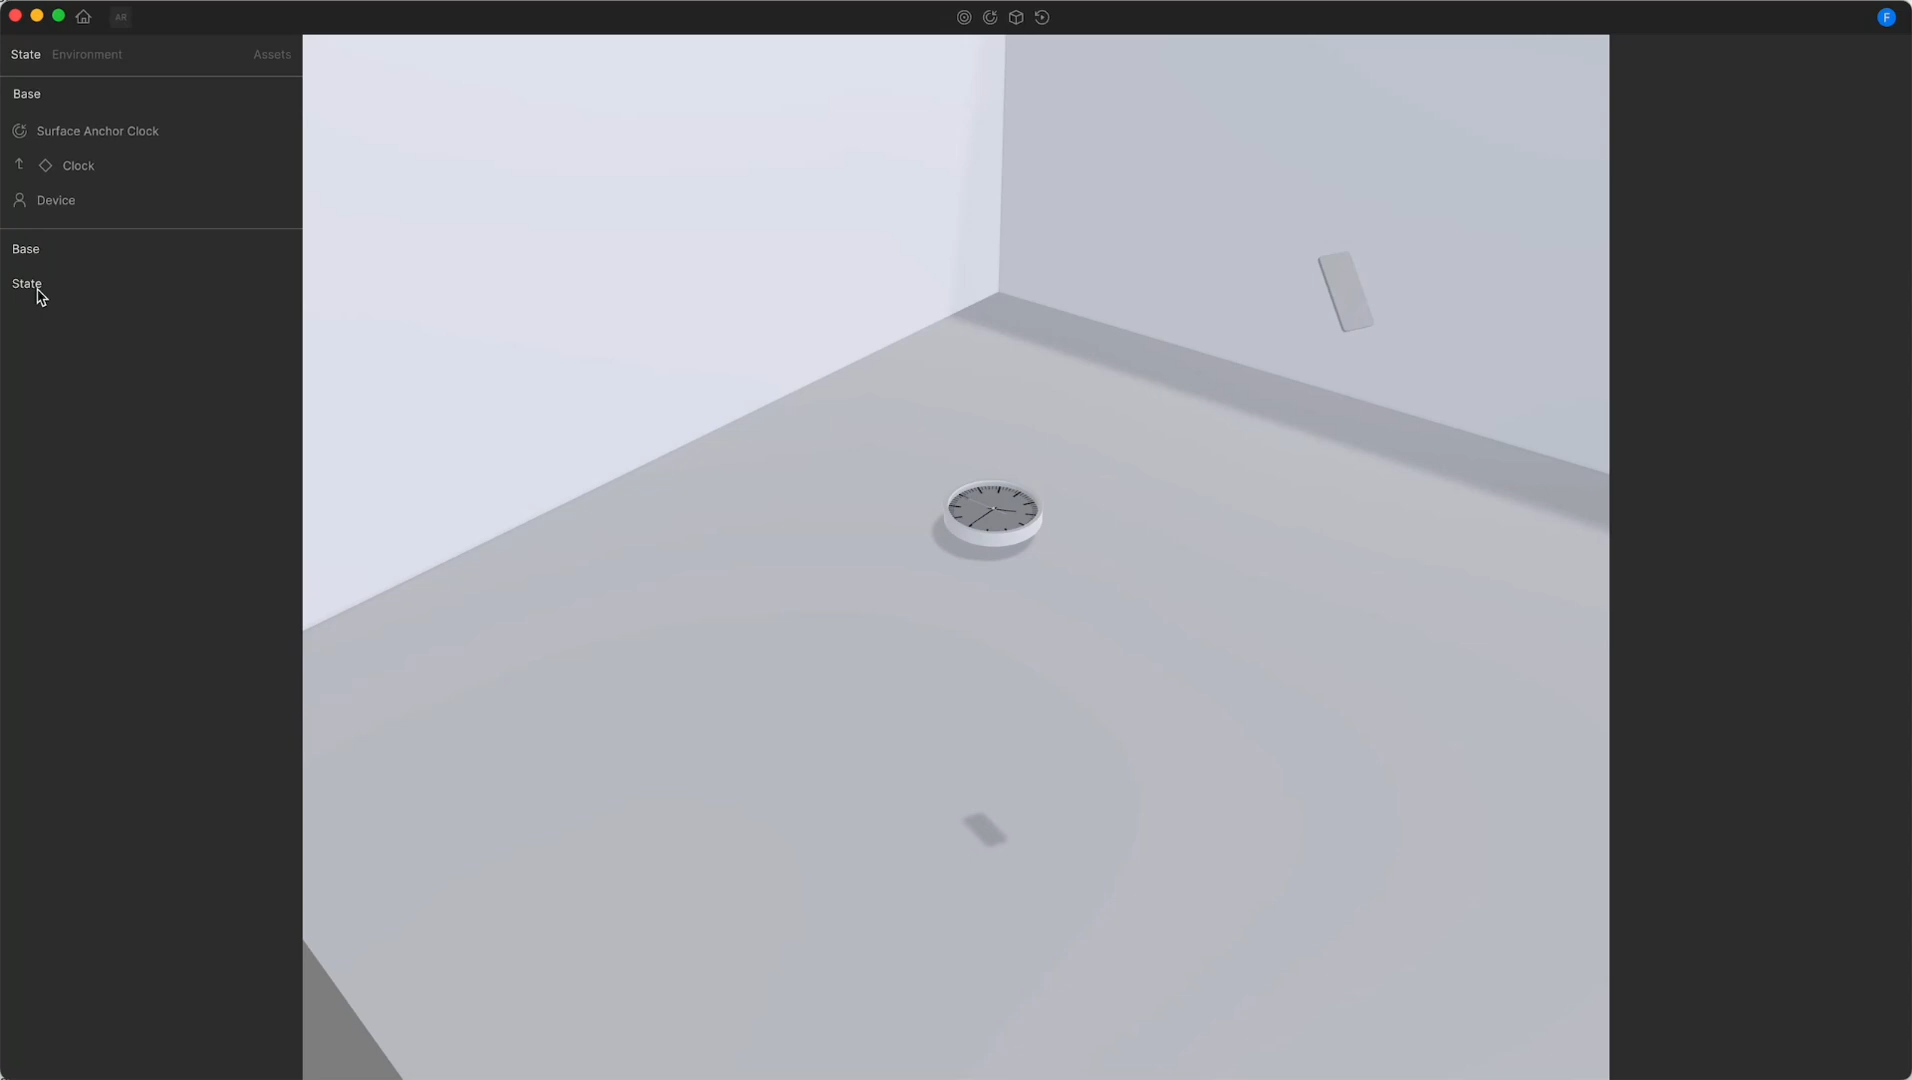 AR
F
State Environment Assets
Base
Surface Anchor Clock
Clock
Device
Base
State